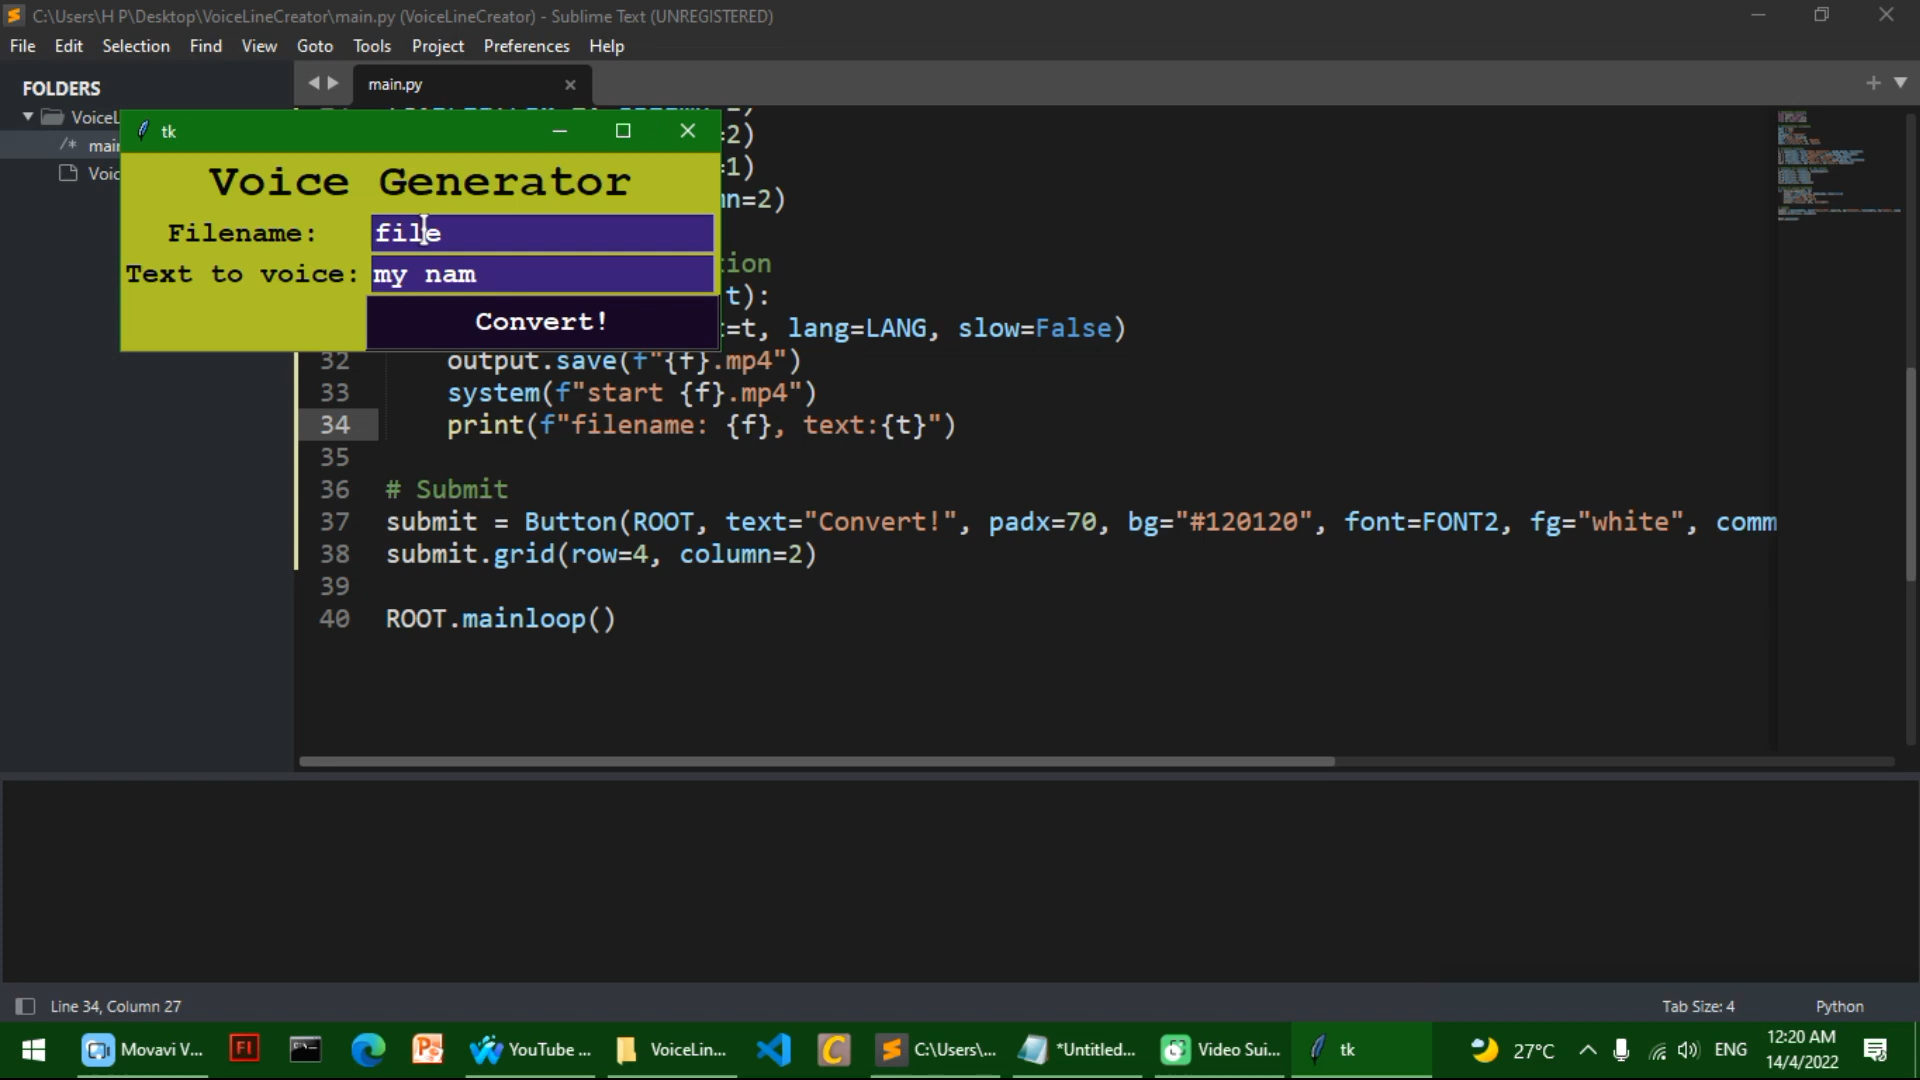 C:\Users\H P\Desktop\VoiceLineCreator\main.py (VoiceLineCreator) - Sublime Text (UNREGISTERED)
File Edit Selection Find View Goto Tools Project Preferences Help
FOLDERS
main.py
VoiceL
/* mair
Voic
tk
Voice Generator
Filename: file
Text to voice: my nam
Convert!
=2)
=1)
mn=2)
tion
t):
=t, lang=LANG, slow=False)
32 output.save(f"{f}.mp4")
33 system(f"start {f}.mp4")
34 print(f"filename: {f}, text:{t}")
35
36 # Submit
37 submit = Button(ROOT, text="Convert!", padx=70, bg="#120120", font=FONT2, fg="white", comm
38 submit.grid(row=4, column=2)
39
40 ROOT.mainloop()
Line 34, Column 27
Tab Size: 4 Python
Movavi V...
YouTube ...
VoiceLin...
C:\Users\...
*Untitled...
Video Sui...
tk
27°C
ENG
12:20 AM
14/4/2022